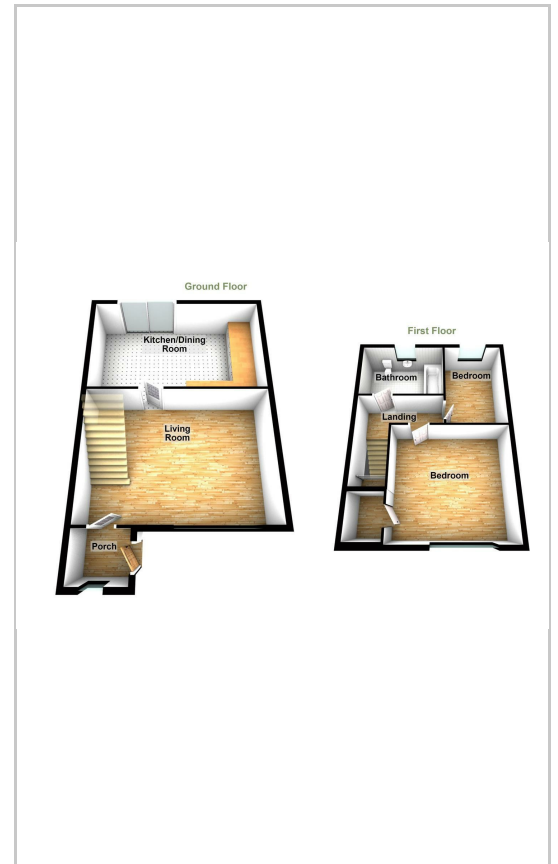 Ground Floor
Kitchen/Dining
Room
Living
Room
Porch
First Floor
Bathroom
Bedroom
Landing
Bedroom